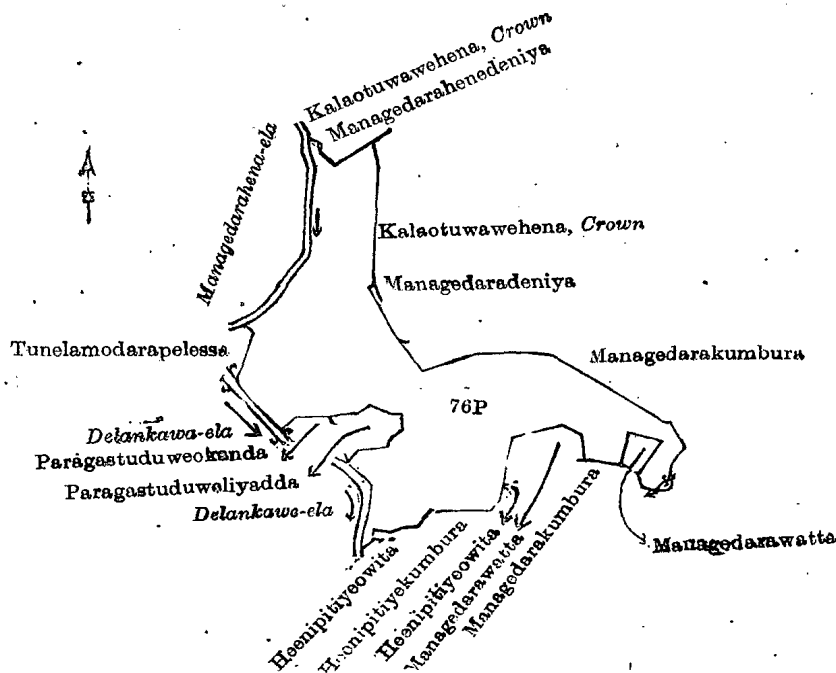 Kalaotuwawehena, Crown
Managedarahenedeniya
Managedarahena-ela
Kalaotuwawehena, Crown
Managedaradeniya
Tunelamodarapelessa
Managedarakumbura
76P
Delankawa-ela
Paragastuduweokanda
Paragastuduweliyadda
Delankawa-ela
Managedarawatta
Heenipitiyeowita
Heenipitiyekumbura
Heenipitiyeowita
Managedarawatta
Managedarakumbura